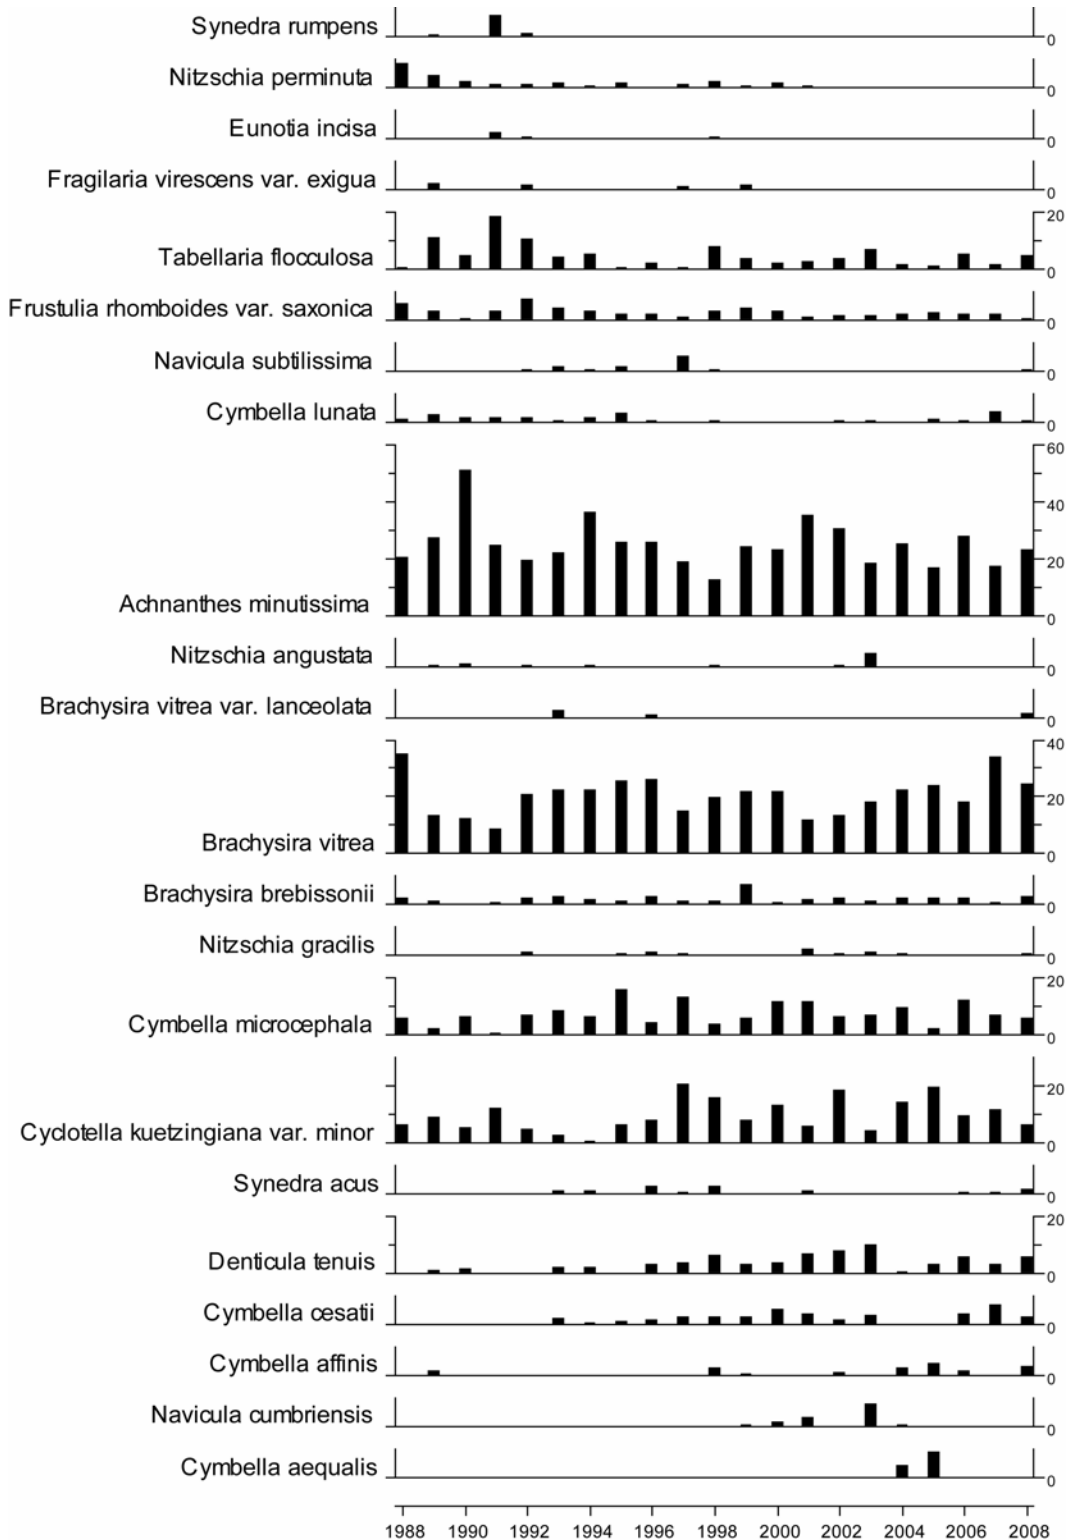 Synedra rumpens 0
Nitzschia perminuta 0
Eunotia incisa 0
Fragilaria virescens var. exigua 0
20
Tabellaria flocculosa 0
Frustulia rhomboides var. saxonica 0
Navicula subtilissima 0
Cymbella lunata 0
60
40
20
Achnanthes minutissima 0
Nitzschia angustata 0
Brachysira vitrea var. lanceolata 0
40
20
Brachysira vitrea 0
Brachysira brebissonii 0
Nitzschia gracilis 0
20
Cymbella microcephala 0
20
Cyclotella kuetzingiana var. minor 0
Synedra acus 0
20
Denticula tenuis 0
Cymbella cesatii 0
Cymbella affinis 0
Navicula cumbriensis 0
Cymbella aequalis 0
1988 1990 1992 1994 1996 1998 2000 2002 2004 2006 2008